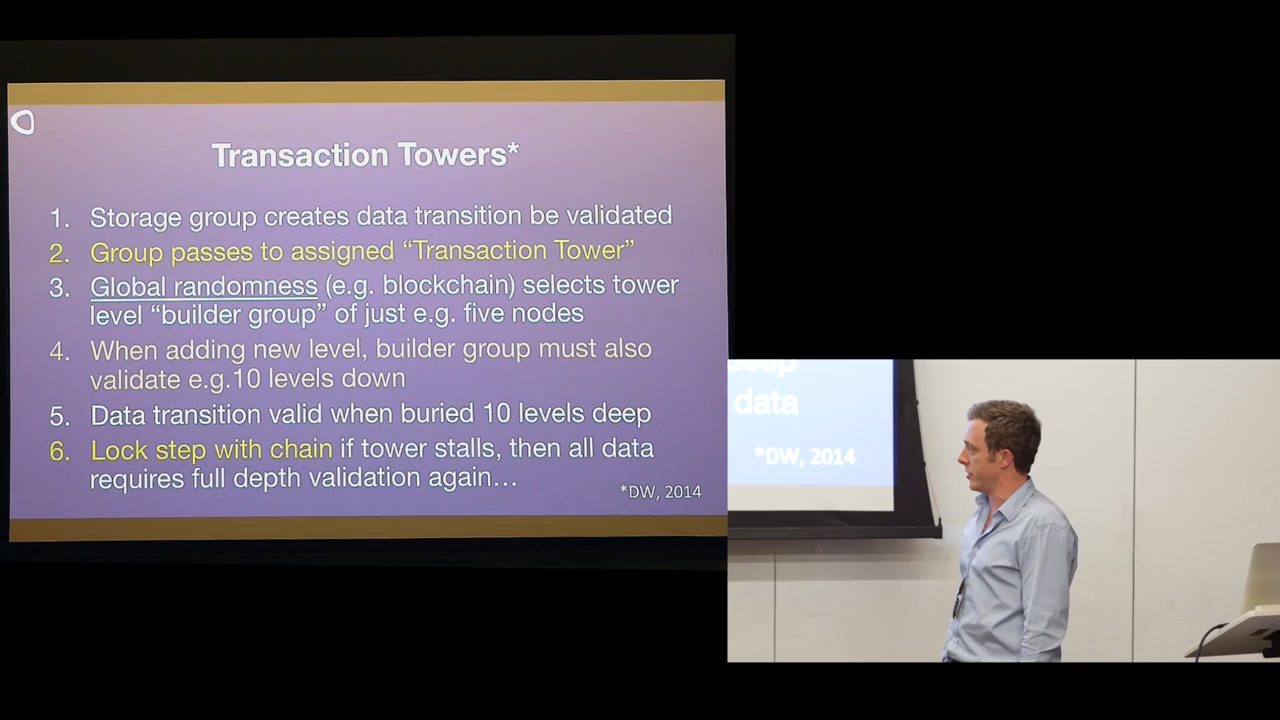 Transaction Towers*
1. Storage group creates data transition be validated
2. Group passes to assigned “Transaction Tower”
3. Global randomness (e.g. blockchain) selects tower
level “builder group” of just e.g. five nodes
4. When adding new level, builder group must also
validate e.g.10 levels down
5. Data transition valid when buried 10 levels deep
6. Lock step with chain if tower stalls, then all data
requires full depth validation again…
*DW, 2014
deep
data
*DW, 2014